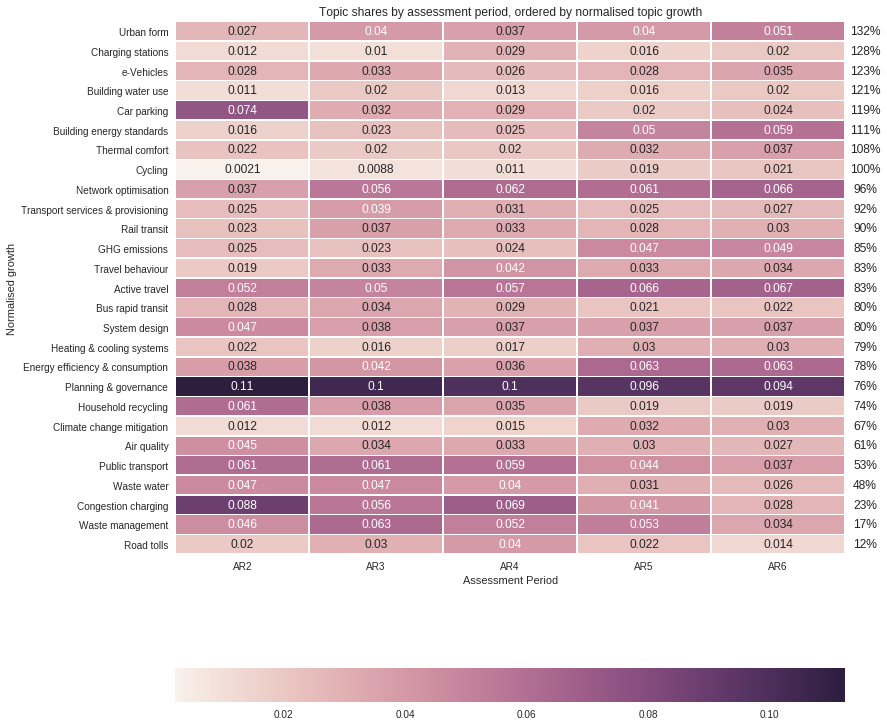 Topic shares by assessment period, ordered by normalised topic growth
Normalised growth
Urban form 0.027 0.04 0.037 0.04 0.051 132%
Charging stations 0.012 0.01 0.029 0.016 0.02 128%
e-Vehicles 0.028 0.033 0.026 0.028 0.035 123%
Building water use 0.011 0.02 0.013 0.016 0.02 121%
Car parking 0.074 0.032 0.029 0.02 0.024 119%
Building energy standards 0.016 0.023 0.025 0.05 0.059 111%
Thermal comfort 0.022 0.02 0.02 0.032 0.037 108%
Cycling 0.0021 0.0088 0.011 0.019 0.021 100%
Network optimisation 0.037 0.056 0.062 0.061 0.066 96%
Transport services & provisioning 0.025 0.039 0.031 0.025 0.027 92%
Rail transit 0.023 0.037 0.033 0.028 0.03 90%
GHG emissions 0.025 0.023 0.024 0.047 0.049 85%
Travel behaviour 0.019 0.033 0.042 0.033 0.034 83%
Active travel 0.052 0.05 0.057 0.066 0.067 83%
Bus rapid transit 0.028 0.034 0.029 0.021 0.022 80%
System design 0.047 0.038 0.037 0.037 0.037 80%
Heating & cooling systems 0.022 0.016 0.017 0.03 0.03 79%
Energy efficiency & consumption 0.038 0.042 0.036 0.063 0.063 78%
Planning & governance 0.11 0.1 0.1 0.096 0.094 76%
Household recycling 0.061 0.038 0.035 0.019 0.019 74%
Climate change mitigation 0.012 0.012 0.015 0.032 0.03 67%
Air quality 0.045 0.034 0.033 0.03 0.027 61%
Public transport 0.061 0.061 0.059 0.044 0.037 53%
Waste water 0.047 0.047 0.04 0.031 0.026 48%
Congestion charging 0.088 0.056 0.069 0.041 0.028 23%
Waste management 0.046 0.063 0.052 0.053 0.034 17%
Road tolls 0.02 0.03 0.04 0.022 0.014 12%
AR2 AR3 AR4 AR5 AR6
Assessment Period
0.02 0.04 0.06 0.08 0.10